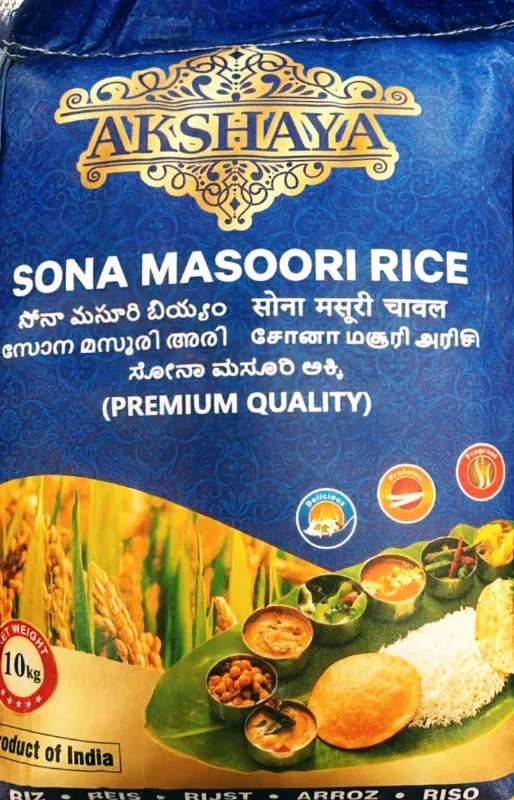 AKSHAYA
SONA MASOORI RICE
సోనా మసూరి బియ్యం सोना मसूरी चावल
സോന മസൂരി അരി சோனா மசூரி அரிசி
ಸೋನಾ ಮಸೂರಿ ಅಕ್ಕಿ
(PREMIUM QUALITY)
Delicious
Proteins
Fragrant
NET WEIGHT
10kg
Product of India
RIZ • REIS • RIJST • ARROZ • RISO